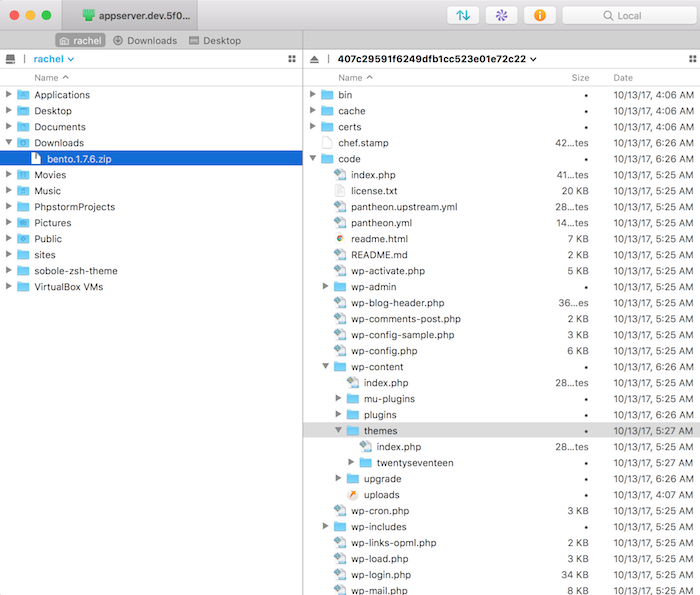 appserver.dev.5f0...
Local
rachel Downloads Desktop
rachel
407c29591f6249dfb1cc523e01e72c22
Name
Name Size Date
Applications
Desktop
Documents
Downloads
bento.1.7.6.zip
Movies
Music
PhpstormProjects
Pictures
Public
sites
sobole-zsh-theme
VirtualBox VMs
bin • 10/13/17, 4:06 AM
cache • 10/13/17, 4:06 AM
certs • 10/13/17, 4:06 AM
chef.stamp 42...tes 10/13/17, 6:26 AM
code • 10/13/17, 6:26 AM
index.php 41...tes 10/13/17, 5:25 AM
license.txt 20 KB 10/13/17, 5:25 AM
pantheon.upstream.yml 28...tes 10/13/17, 5:25 AM
pantheon.yml 14...tes 10/13/17, 5:25 AM
readme.html 7 KB 10/13/17, 5:25 AM
README.md 2 KB 10/13/17, 5:25 AM
wp-activate.php 5 KB 10/13/17, 5:25 AM
wp-admin • 10/13/17, 5:25 AM
wp-blog-header.php 36...es 10/13/17, 5:25 AM
wp-comments-post.php 2 KB 10/13/17, 5:25 AM
wp-config-sample.php 3 KB 10/13/17, 5:25 AM
wp-config.php 6 KB 10/13/17, 5:25 AM
wp-content • 10/13/17, 6:26 AM
index.php 28...tes 10/13/17, 5:25 AM
mu-plugins • 10/13/17, 5:25 AM
plugins • 10/13/17, 6:26 AM
themes • 10/13/17, 5:27 AM
index.php 28...tes 10/13/17, 5:25 AM
twentyseventeen • 10/13/17, 5:27 AM
upgrade • 10/13/17, 6:26 AM
uploads • 10/13/17, 4:07 AM
wp-cron.php 3 KB 10/13/17, 5:25 AM
wp-includes • 10/13/17, 5:25 AM
wp-links-opml.php 2 KB 10/13/17, 5:25 AM
wp-load.php 3 KB 10/13/17, 5:25 AM
wp-login.php 34 KB 10/13/17, 5:25 AM
wp-mail.php 8 KB 10/13/17, 5:25 AM